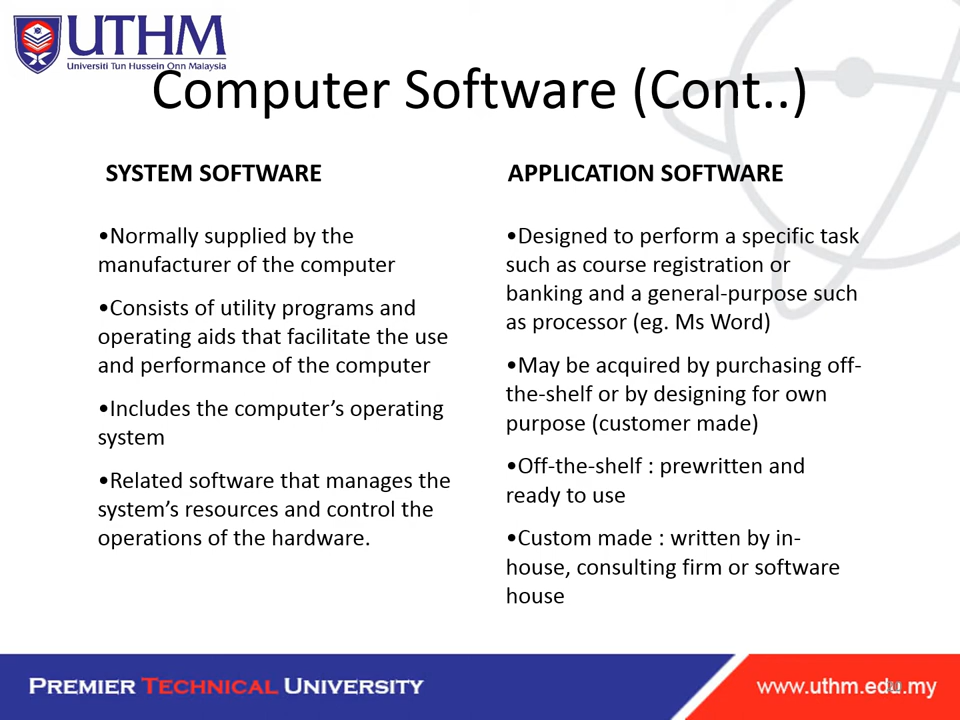 UTHM
Universiti Tun Hussein Onn Malaysia
Computer Software (Cont..)
SYSTEM SOFTWARE
•Normally supplied by the
manufacturer of the computer
•Consists of utility programs and
operating aids that facilitate the use
and performance of the computer
•Includes the computer’s operating
system
•Related software that manages the
system’s resources and control the
operations of the hardware.
APPLICATION SOFTWARE
•Designed to perform a specific task
such as course registration or
banking and a general-purpose such
as processor (eg. Ms Word)
•May be acquired by purchasing off-
the-shelf or by designing for own
purpose (customer made)
•Off-the-shelf : prewritten and
ready to use
•Custom made : written by in-
house, consulting firm or software
house
PREMIER TECHNICAL UNIVERSITY
www.uthm.edu.my